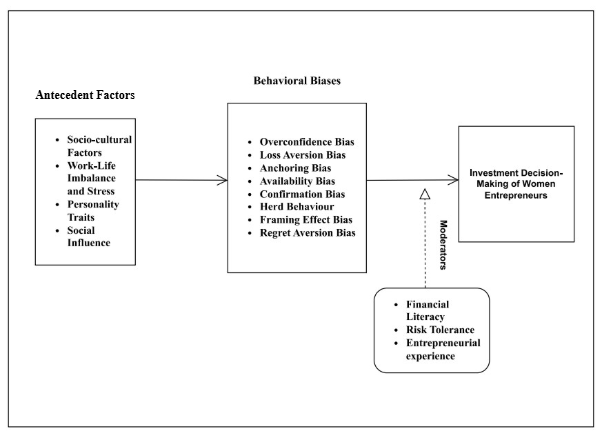 Behavioral Biases
Antecedent Factors
• Socio-cultural
Factors
• Work-Life
Imbalance
and Stress
• Personality
Traits
• Social
Influence
• Overconfidence Bias
• Loss Aversion Bias
• Anchoring Bias
• Availability Bias
• Confirmation Bias
• Herd Behaviour
• Framing Effect Bias
• Regret Aversion Bias
Investment Decision-
Making of Women
Entrepreneurs
Moderators
• Financial
Literacy
• Risk Tolerance
• Entrepreneurial
experience